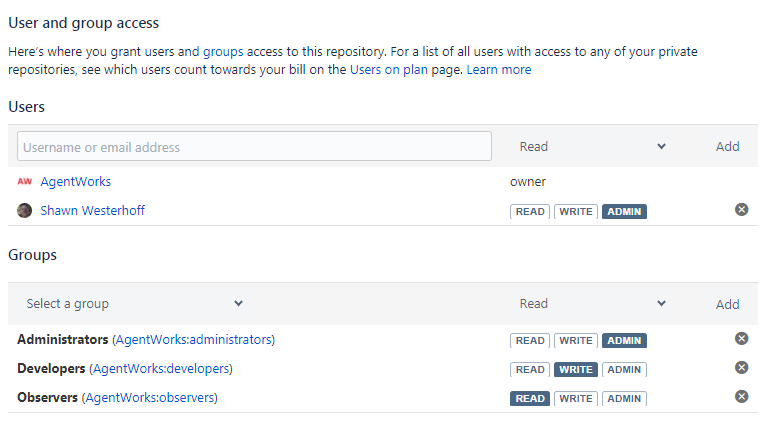 User and group access
Here's where you grant users and groups access to this repository. For a list of all users with access to any of your private
repositories, see which users count towards your bill on the Users on plan page. Learn more
Users
Username or email address Read Add
AW AgentWorks owner
Shawn Westerhoff READ WRITE ADMIN
Groups
Select a group Read Add
Administrators (AgentWorks:administrators) READ WRITE ADMIN
Developers (AgentWorks:developers) READ WRITE ADMIN
Observers (AgentWorks:observers) READ WRITE ADMIN